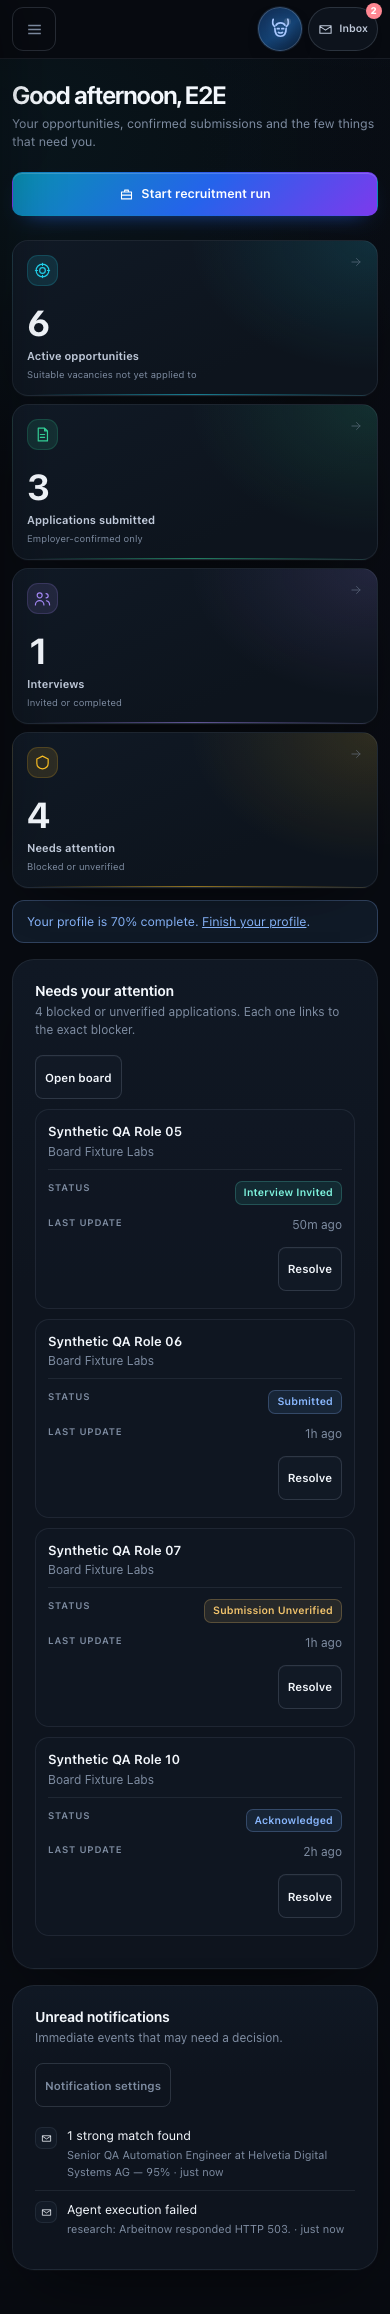 Inbox
2
Good afternoon, E2E
Your opportunities, confirmed submissions and the few things
that need you.
Start recruitment run
6
Active opportunities
Suitable vacancies not yet applied to
3
Applications submitted
Employer-confirmed only
1
Interviews
Invited or completed
4
Needs attention
Blocked or unverified
Your profile is 70% complete. Finish your profile.
Needs your attention
4 blocked or unverified applications. Each one links to
the exact blocker.
Open board
Synthetic QA Role 05
Board Fixture Labs
STATUS
Interview Invited
LAST UPDATE
50m ago
Resolve
Synthetic QA Role 06
Board Fixture Labs
STATUS
Submitted
LAST UPDATE
1h ago
Resolve
Synthetic QA Role 07
Board Fixture Labs
STATUS
Submission Unverified
LAST UPDATE
1h ago
Resolve
Synthetic QA Role 10
Board Fixture Labs
STATUS
Acknowledged
LAST UPDATE
2h ago
Resolve
Unread notifications
Immediate events that may need a decision.
Notification settings
1 strong match found
Senior QA Automation Engineer at Helvetia Digital
Systems AG — 95% · just now
Agent execution failed
research: Arbeitnow responded HTTP 503. · just now